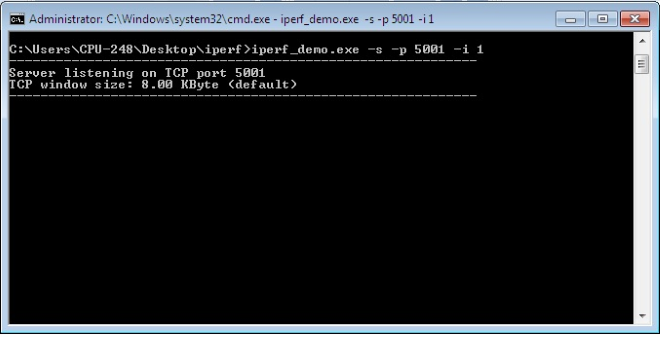 Administrator: C:\Windows\system32\cmd.exe - iperf_demo.exe -s -p 5001 -i 1
C:\Users\CPU-248\Desktop\iperf>iperf_demo.exe -s -p 5001 -i 1
------------------------------------------------------------
Server listening on TCP port 5001
TCP window size: 8.00 KByte (default)
------------------------------------------------------------